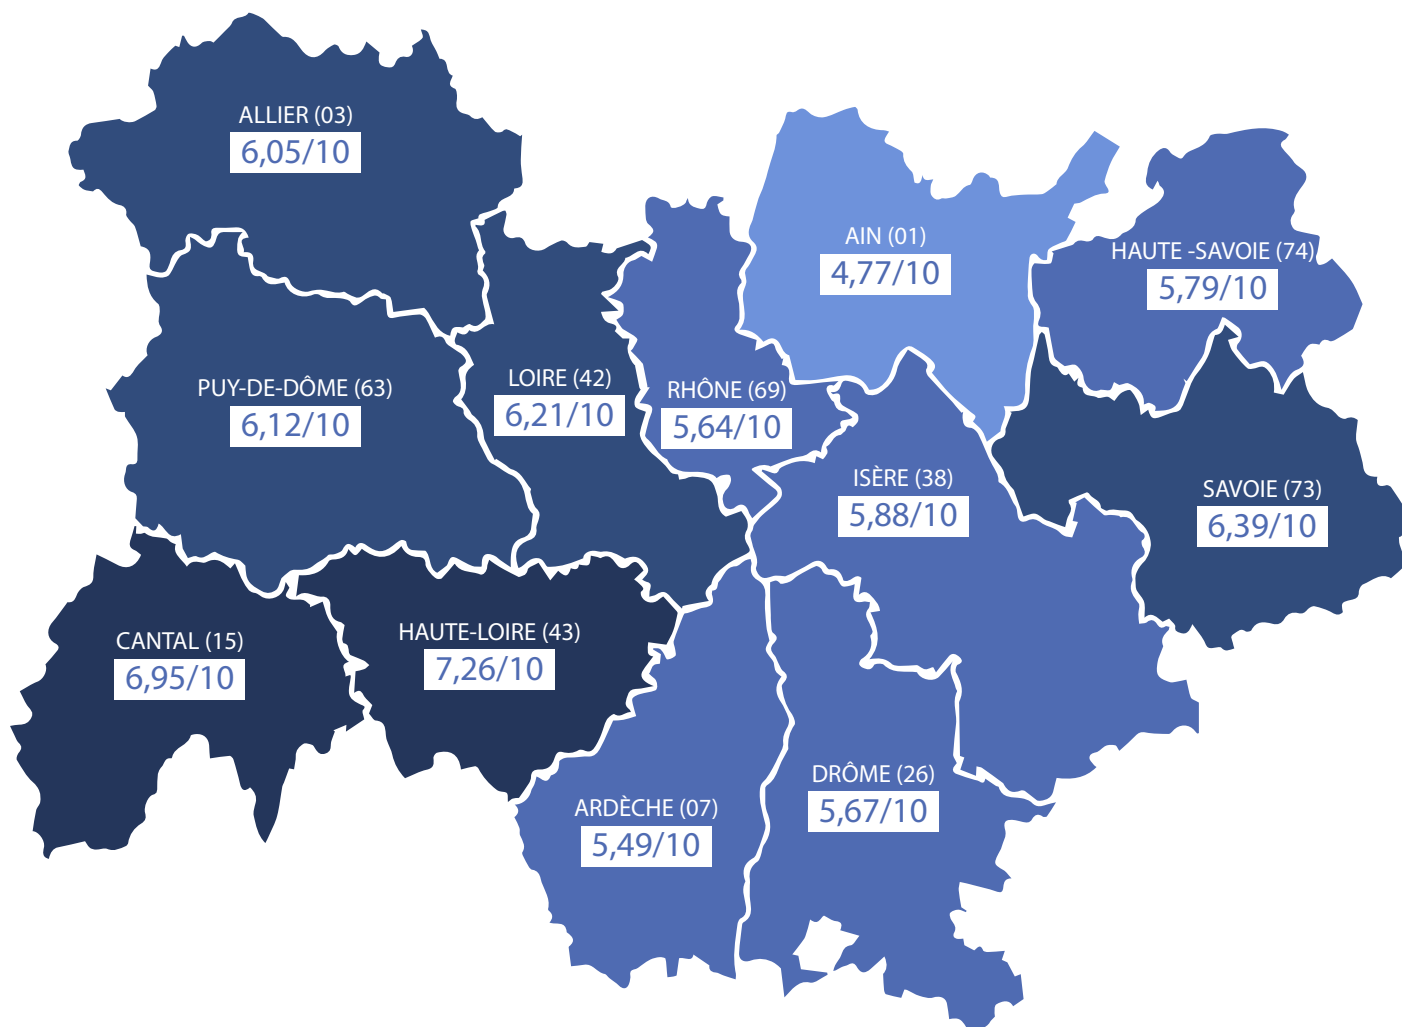 ALLIER (03)
6,05/10
AIN (01)
4,77/10
HAUTE -SAVOIE (74)
5,79/10
PUY-DE-DÔME (63)
6,12/10
LOIRE (42)
6,21/10
RHÔNE (69)
5,64/10
ISÈRE (38)
5,88/10
SAVOIE (73)
6,39/10
CANTAL (15)
6,95/10
HAUTE-LOIRE (43)
7,26/10
ARDÈCHE (07)
5,49/10
DRÔME (26)
5,67/10